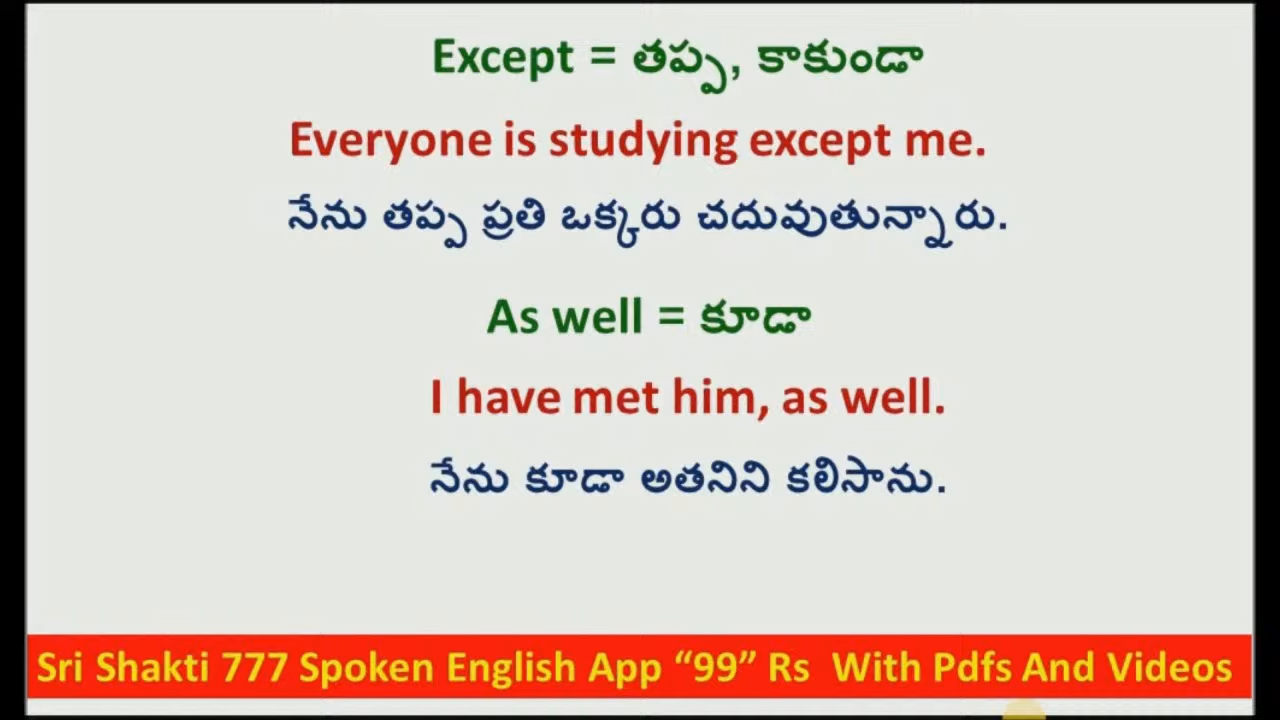 Except = తప్ప, కాకుండా
Everyone is studying except me.
నేను తప్ప ప్రతి ఒక్కరు చదువుతున్నారు.
As well = కూడా
I have met him, as well.
నేను కూడా అతనిని కలిసాను.
Sri Shakti 777 Spoken English App “99” Rs With Pdfs And Videos